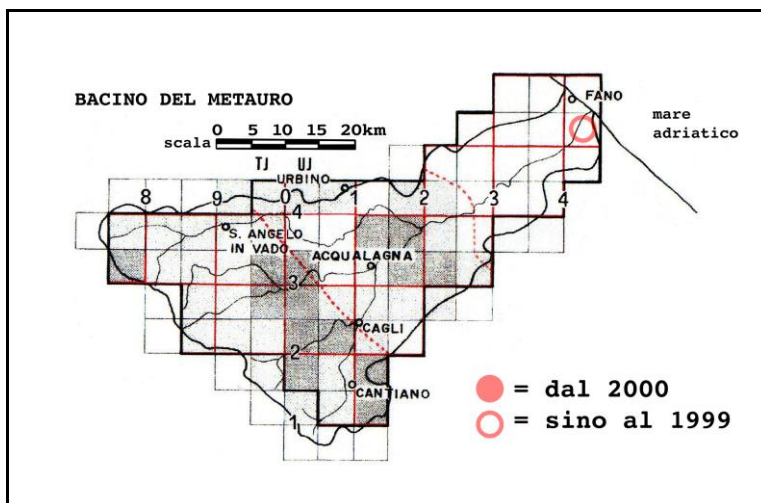 BACINO DEL METAURO
0 5 10 15 20km
scala
TJ UJ
FANO
mare
adriatico
URBINO
8 9 0 1 2 3 4
4
S. ANGELO
IN VADO
ACQUALAGNA
3
CAGLI
2
CANTIANO
1
= dal 2000
= sino al 1999